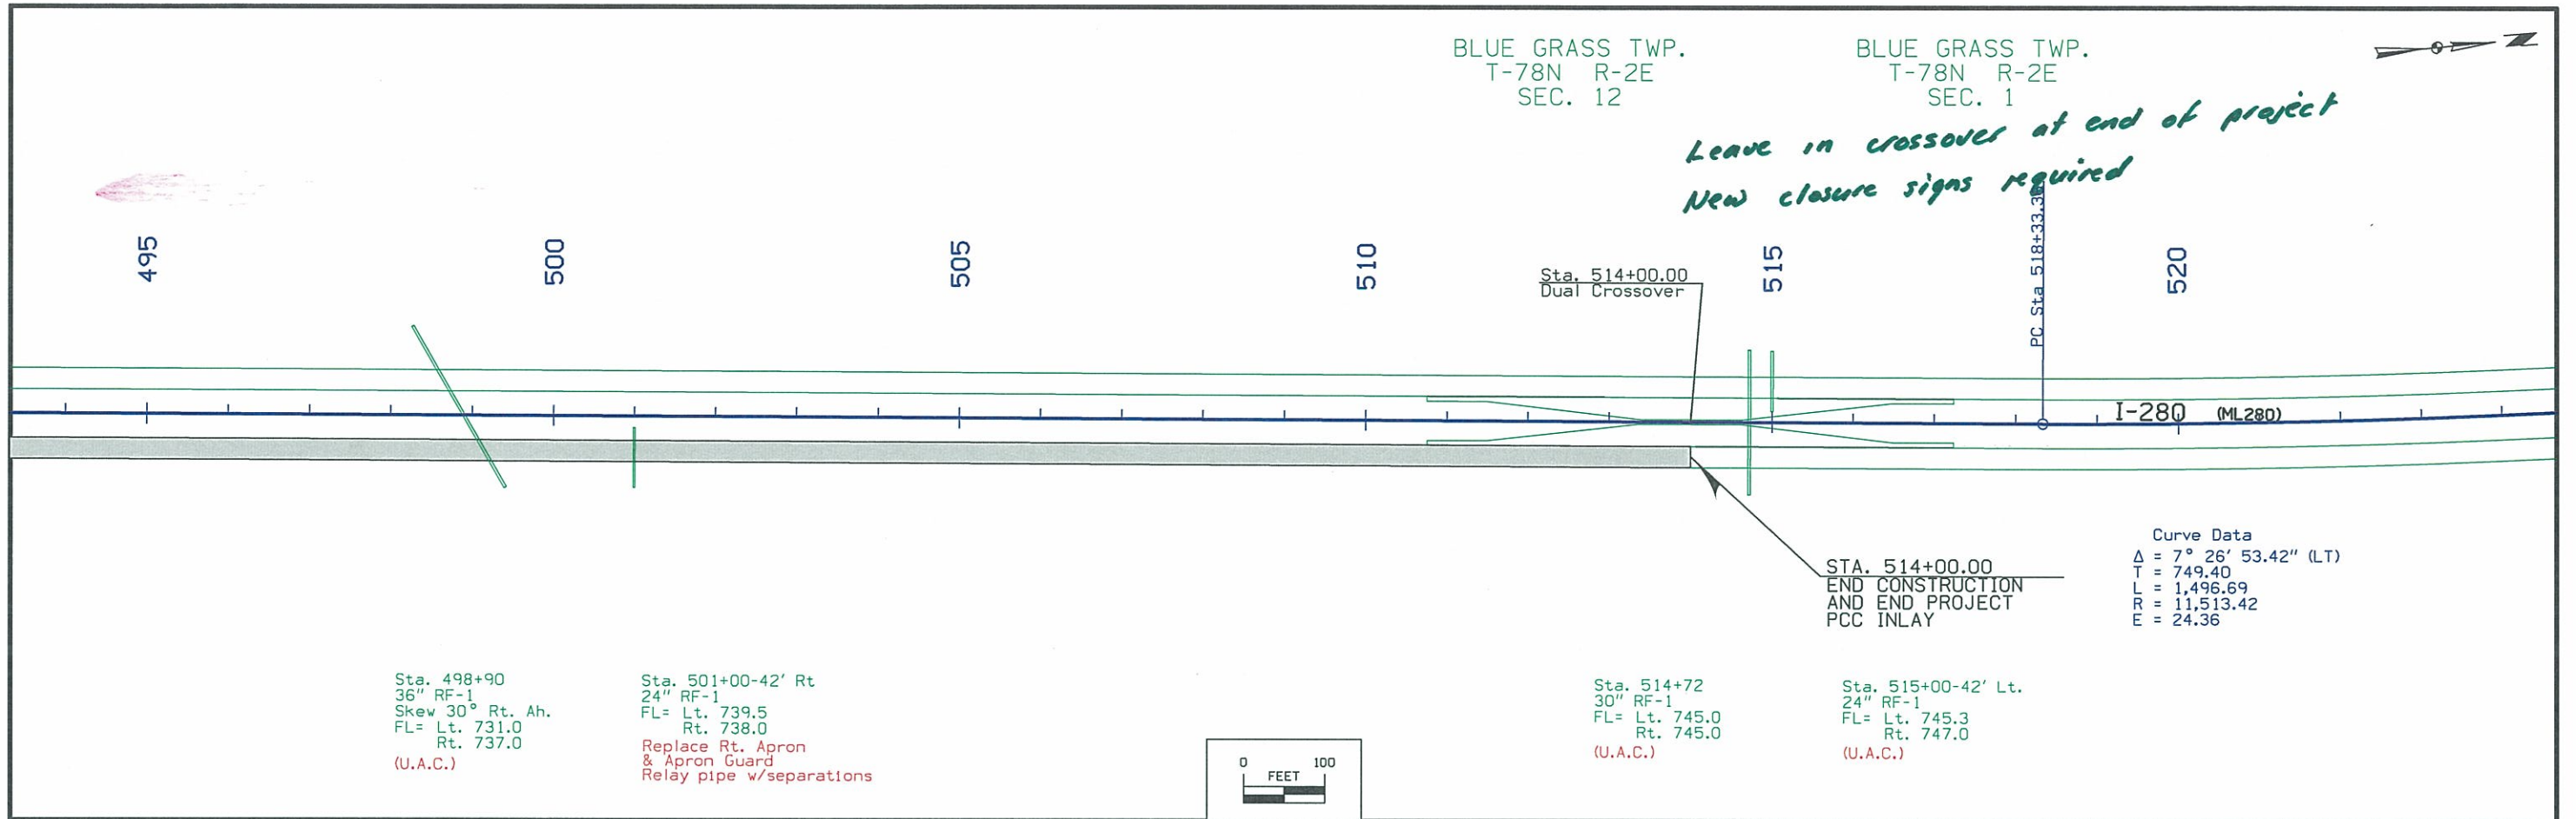 BLUE GRASS TWP.
T-78N R-2E
SEC. 12
BLUE GRASS TWP.
T-78N R-2E
SEC. 1
Leave in crossover at end of project
New closure signs required
495
500
505
510
515
520
Sta. 514+00.00
Dual Crossover
PC Sta 518+33.3
I-280 (ML280)
STA. 514+00.00
END CONSTRUCTION
AND END PROJECT
PCC INLAY
Curve Data
Δ = 7° 26' 53.42" (LT)
T = 749.40
L = 1,496.69
R = 11,513.42
E = 24.36
Sta. 498+90
36" RF-1
Skew 30° Rt. Ah.
FL= Lt. 731.0
Rt. 737.0
(U.A.C.)
Sta. 501+00-42' Rt
24" RF-1
FL= Lt. 739.5
Rt. 738.0
Replace Rt. Apron
& Apron Guard
Relay pipe w/separations
0 100
FEET
Sta. 514+72
30" RF-1
FL= Lt. 745.0
Rt. 745.0
(U.A.C.)
Sta. 515+00-42' Lt.
24" RF-1
FL= Lt. 745.3
Rt. 747.0
(U.A.C.)